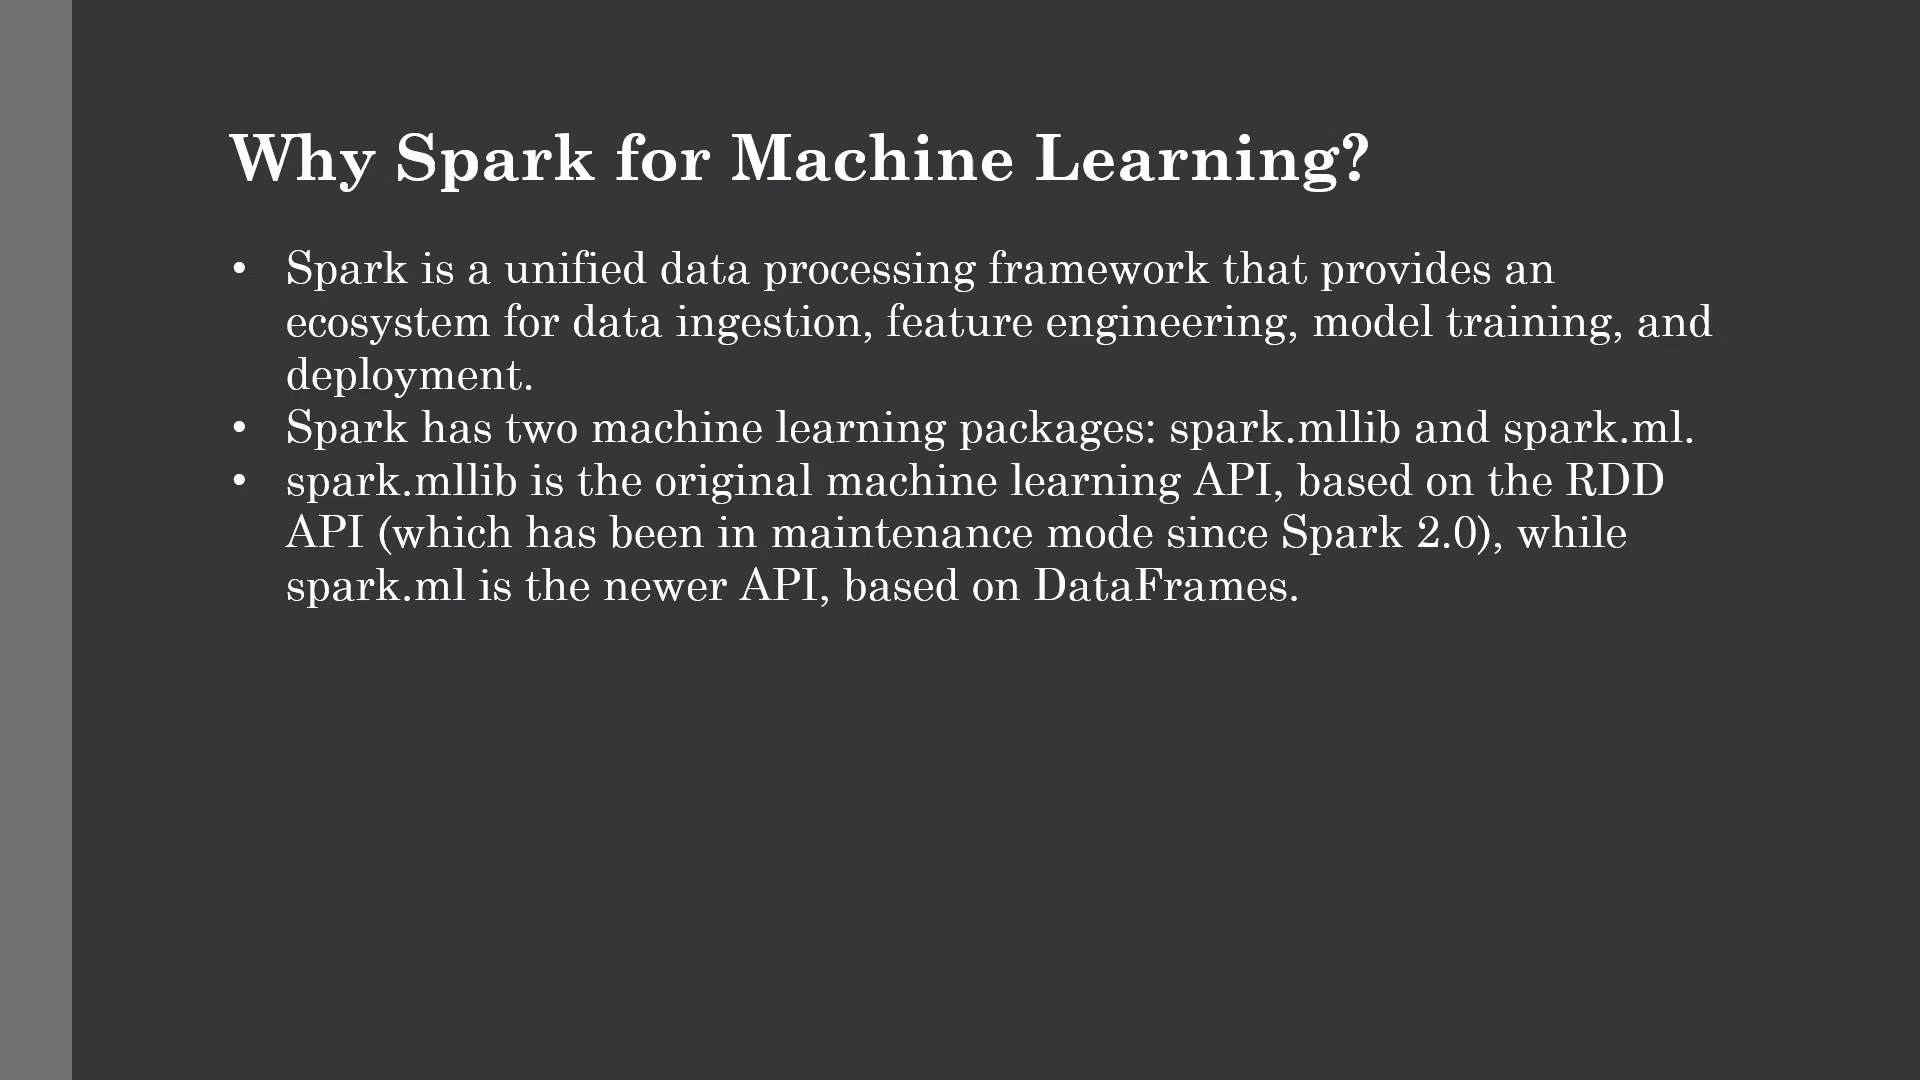 Why Spark for Machine Learning?
• Spark is a unified data processing framework that provides an
ecosystem for data ingestion, feature engineering, model training, and
deployment.
• Spark has two machine learning packages: spark.mllib and spark.ml.
• spark.mllib is the original machine learning API, based on the RDD
API (which has been in maintenance mode since Spark 2.0), while
spark.ml is the newer API, based on DataFrames.